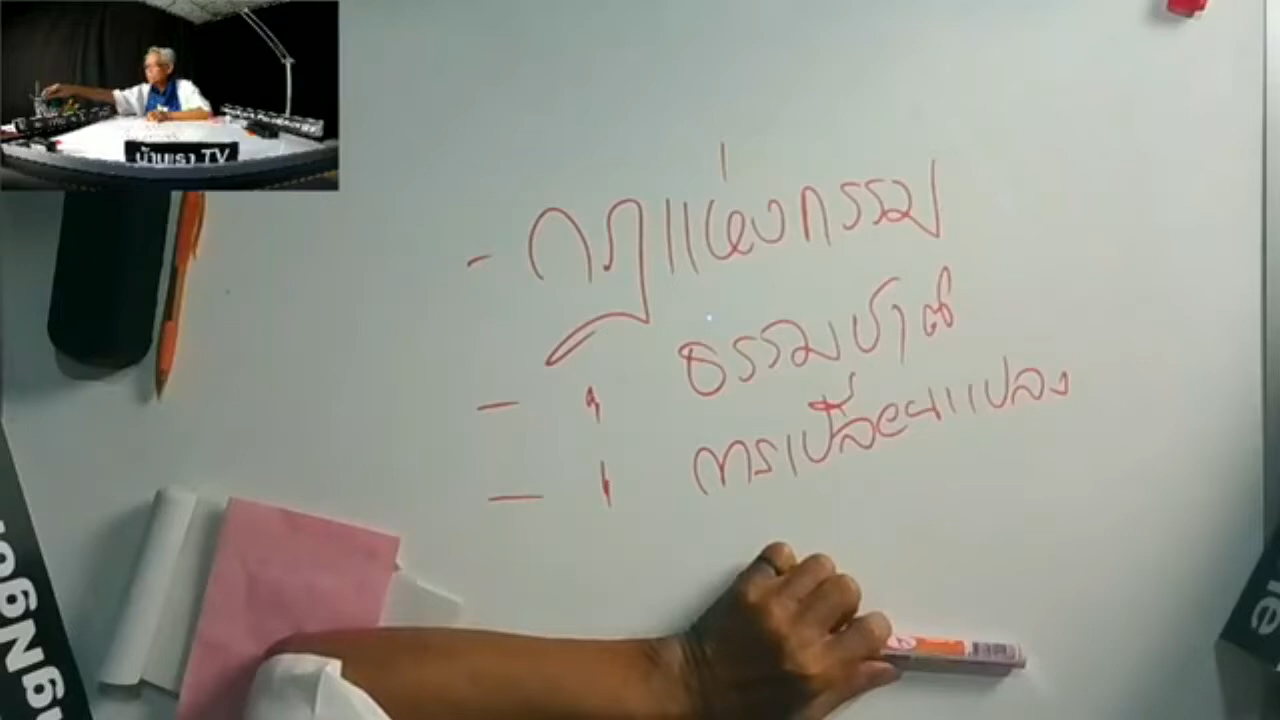 บ้านเรา TV
- กฎแห่งกรรม
— " ธรรมชาติ
— " การเปลี่ยนแปลง